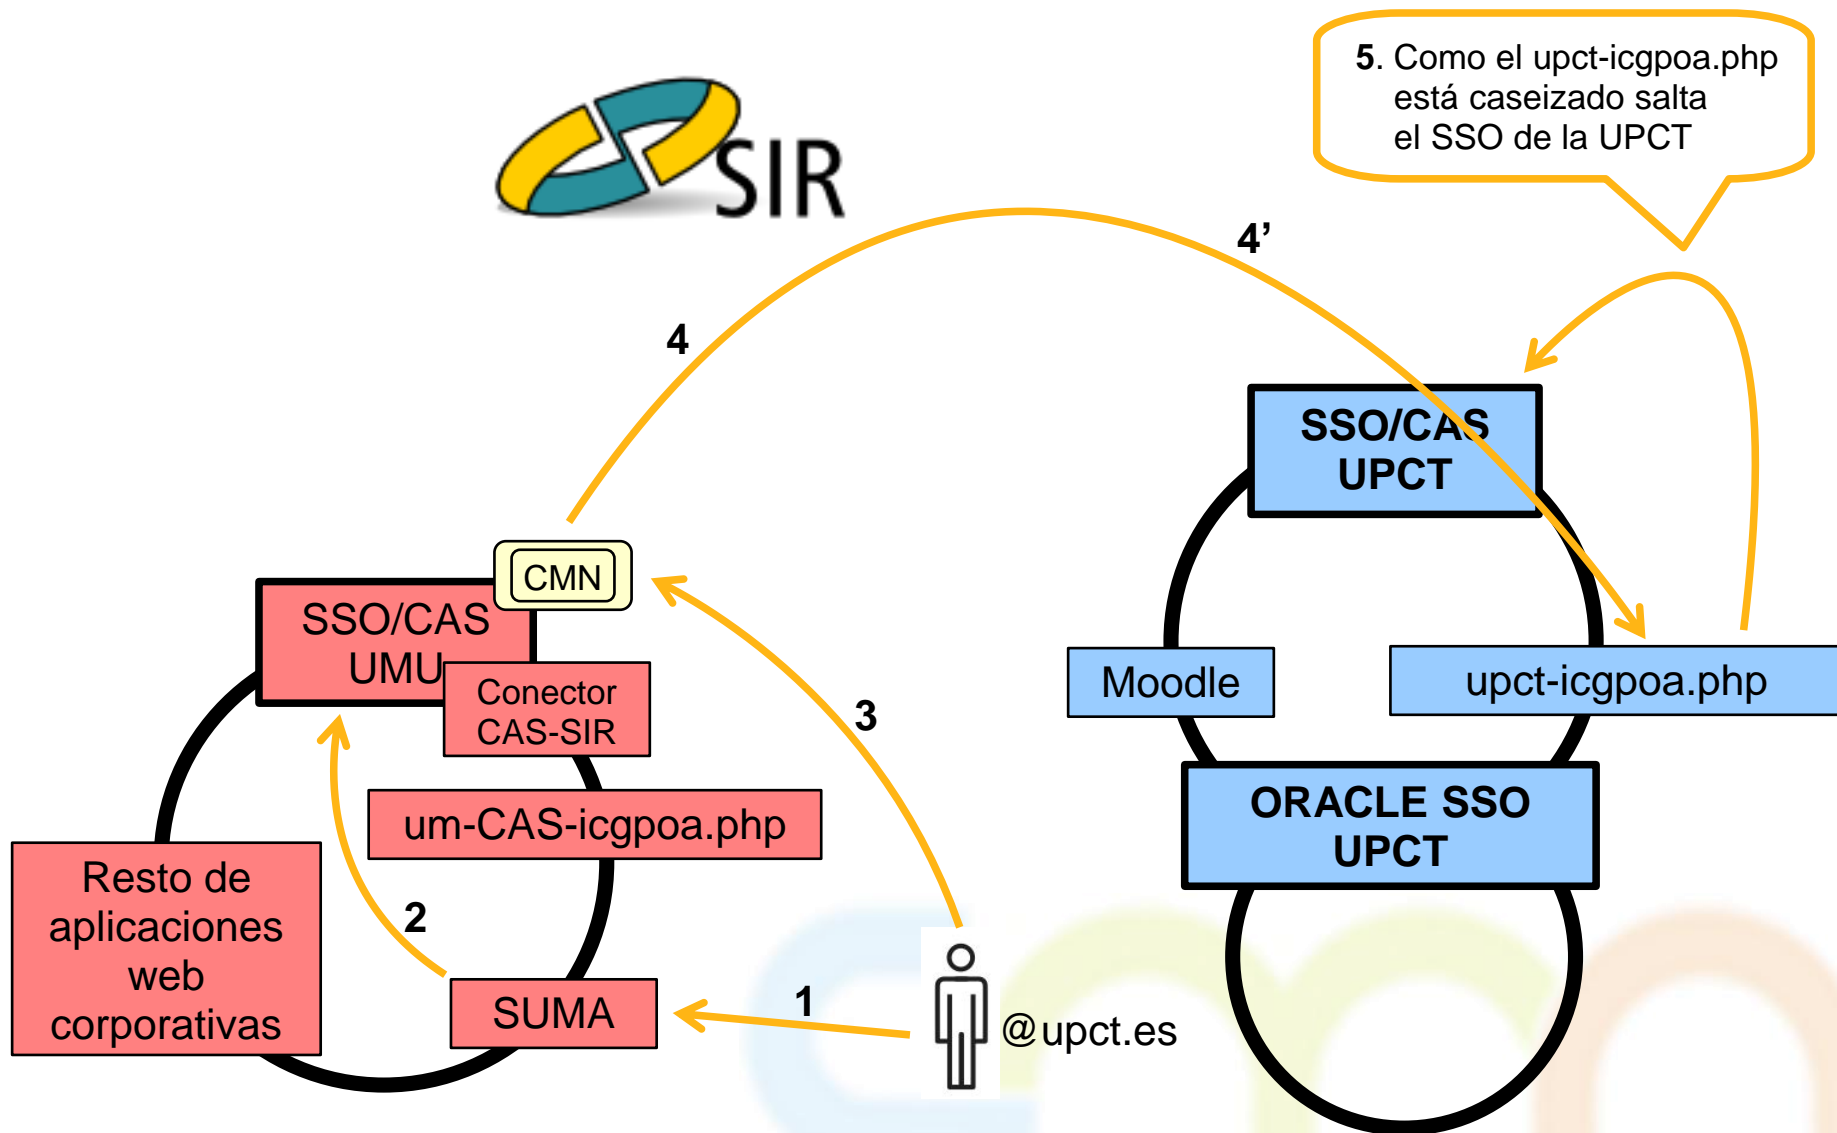 5. Como el upct-icgpoa.php
está caseizado salta
el SSO de la UPCT
SIR
4’
4
SSO/CAS
UPCT
CMN
SSO/CAS
UMU
Conector
CAS-SIR
3
Moodle
upct-icgpoa.php
um-CAS-icgpoa.php
ORACLE SSO
UPCT
Resto de
aplicaciones
web
corporativas
2
SUMA
1
@upct.es